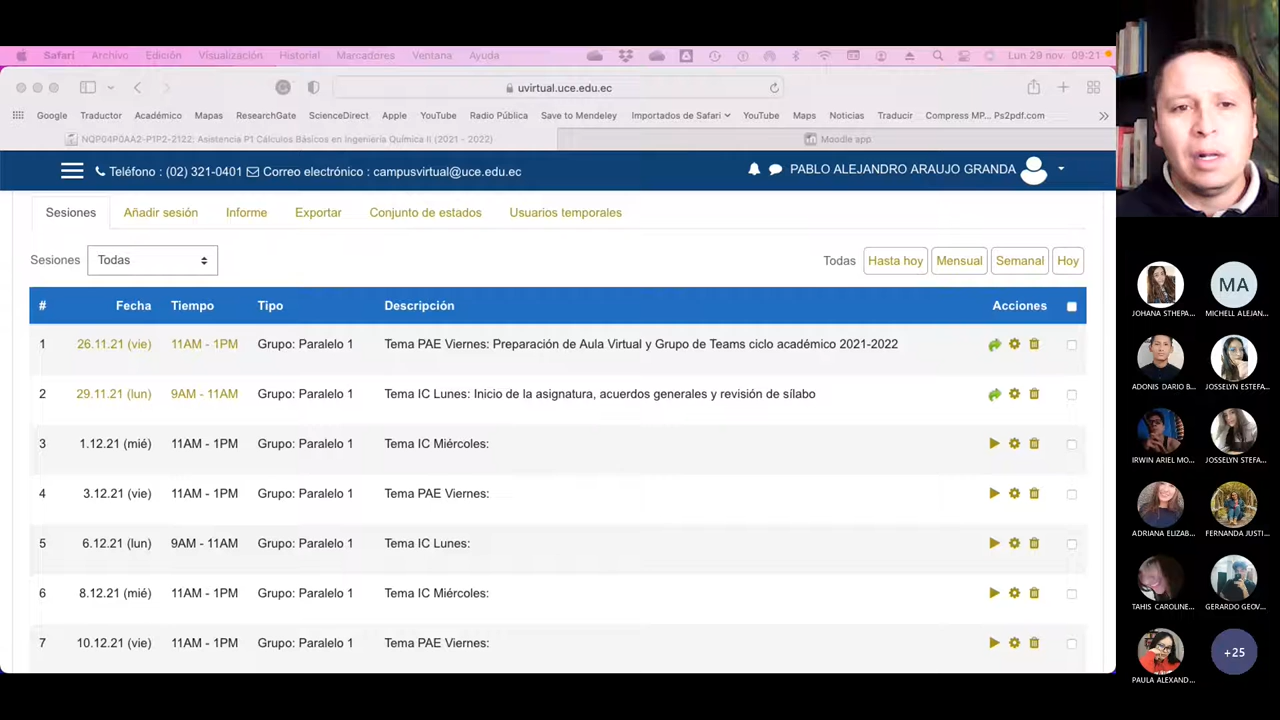 Safari Archivo Edición Visualización Historial Marcadores Ventana Ayuda Lun 29 nov. 09:21
uvirtual.uce.edu.ec
Google Traductor Académico Mapas ResearchGate ScienceDirect Apple YouTube Radio Pública Save to Mendeley Importados de Safari YouTube Maps Noticias Traducir Compress MP... Ps2pdf.com
NQP04P0AA2-P1P2-2122; Asistencia P1 Cálculos Básicos en Ingeniería Química II (2021 - 2022) Moodle app
Teléfono : (02) 321-0401 Correo electrónico : campusvirtual@uce.edu.ec PABLO ALEJANDRO ARAUJO GRANDA
Sesiones Añadir sesión Informe Exportar Conjunto de estados Usuarios temporales
Sesiones Todas Todas Hasta hoy Mensual Semanal Hoy
# Fecha Tiempo Tipo Descripción Acciones
1 26.11.21 (vie) 11AM - 1PM Grupo: Paralelo 1 Tema PAE Viernes: Preparación de Aula Virtual y Grupo de Teams ciclo académico 2021-2022
2 29.11.21 (lun) 9AM - 11AM Grupo: Paralelo 1 Tema IC Lunes: Inicio de la asignatura, acuerdos generales y revisión de sílabo
3 1.12.21 (mié) 11AM - 1PM Grupo: Paralelo 1 Tema IC Miércoles:
4 3.12.21 (vie) 11AM - 1PM Grupo: Paralelo 1 Tema PAE Viernes:
5 6.12.21 (lun) 9AM - 11AM Grupo: Paralelo 1 Tema IC Lunes:
6 8.12.21 (mié) 11AM - 1PM Grupo: Paralelo 1 Tema IC Miércoles:
7 10.12.21 (vie) 11AM - 1PM Grupo: Paralelo 1 Tema PAE Viernes:
MA
JOHANA STHEPA... MICHELL ALEJAN...
ADONIS DARIO B... JOSSELYN ESTEFA...
IRWIN ARIEL MO... JOSSELYN STEFA...
ADRIANA ELIZAB... FERNANDA JUSTI...
TAHIS CAROLINE... GERARDO GEOV...
+25
PAULA ALEXAND...